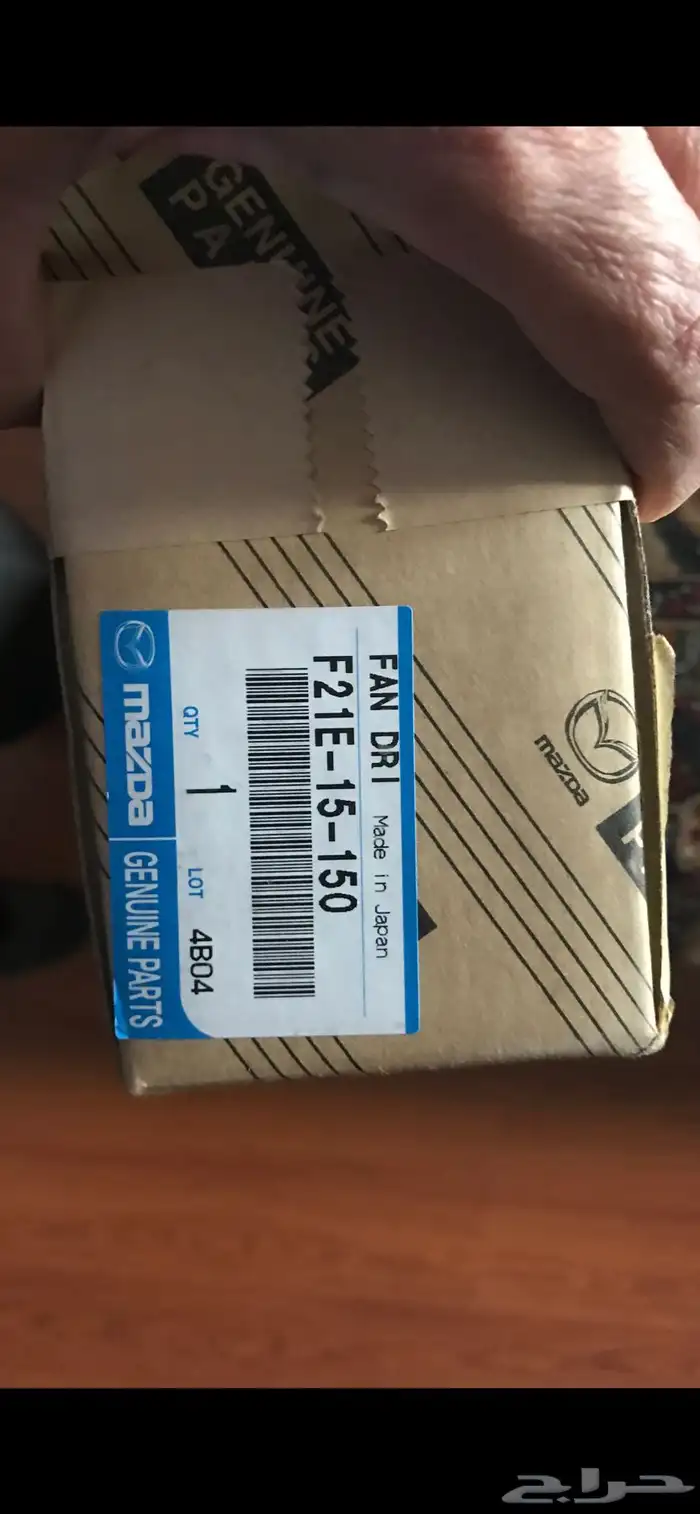 GENUINE
PA
FAN DRI Made in Japan
F21E-15-150
QTY 1 LOT 4B04
mazda GENUINE PARTS
mazda
حراج